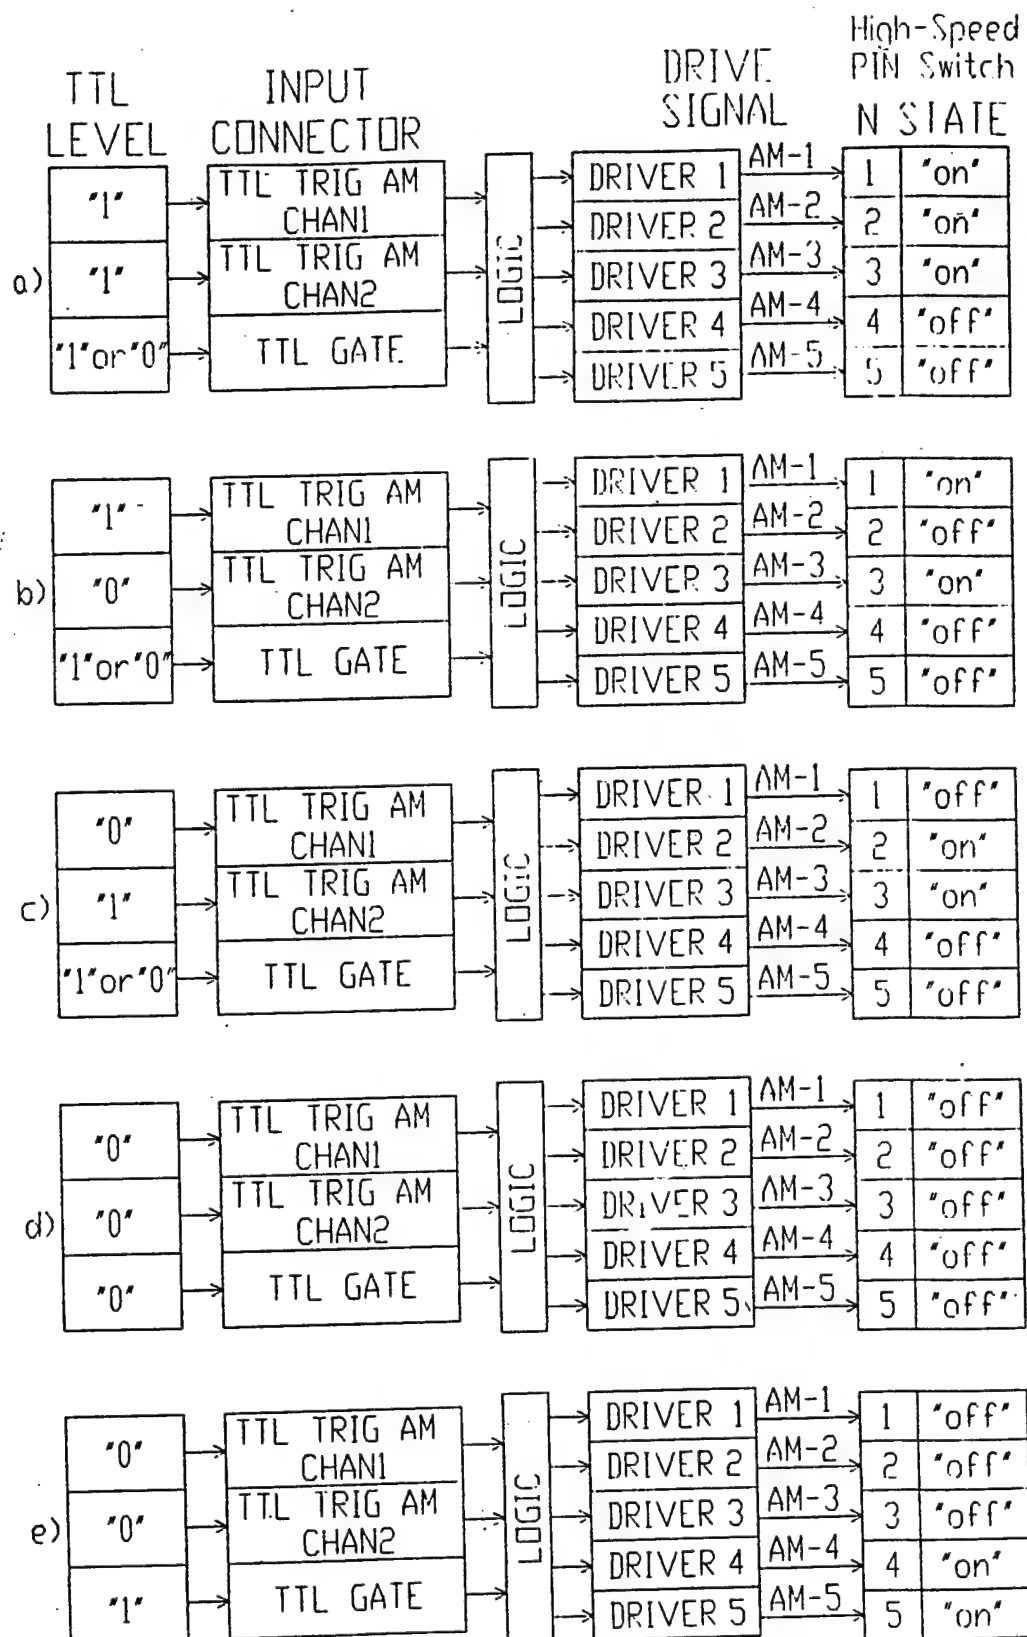 High-Speed
PIN Switch
TTL
LEVEL
INPUT
CONNECTOR
DRIVE
SIGNAL
N STATE
a)
"1"
"1"
"1"or"0"
TTL TRIG AM
CHAN1
TTL TRIG AM
CHAN2
TTL GATE
LOGIC
DRIVER 1 AM-1 1 "on"
DRIVER 2 AM-2 2 "on"
DRIVER 3 AM-3 3 "on"
DRIVER 4 AM-4 4 "off"
DRIVER 5 AM-5 5 "off"
b)
"1"
"0"
"1"or"0"
TTL TRIG AM
CHAN1
TTL TRIG AM
CHAN2
TTL GATE
LOGIC
DRIVER 1 AM-1 1 "on"
DRIVER 2 AM-2 2 "off"
DRIVER 3 AM-3 3 "on"
DRIVER 4 AM-4 4 "off"
DRIVER 5 AM-5 5 "off"
c)
"0"
"1"
"1"or"0"
TTL TRIG AM
CHAN1
TTL TRIG AM
CHAN2
TTL GATE
LOGIC
DRIVER 1 AM-1 1 "off"
DRIVER 2 AM-2 2 "on"
DRIVER 3 AM-3 3 "on"
DRIVER 4 AM-4 4 "off"
DRIVER 5 AM-5 5 "off"
d)
"0"
"0"
"0"
TTL TRIG AM
CHAN1
TTL TRIG AM
CHAN2
TTL GATE
LOGIC
DRIVER 1 AM-1 1 "off"
DRIVER 2 AM-2 2 "off"
DRIVER 3 AM-3 3 "off"
DRIVER 4 AM-4 4 "off"
DRIVER 5 AM-5 5 "off"
e)
"0"
"0"
"1"
TTL TRIG AM
CHAN1
TTL TRIG AM
CHAN2
TTL GATE
LOGIC
DRIVER 1 AM-1 1 "off"
DRIVER 2 AM-2 2 "off"
DRIVER 3 AM-3 3 "off"
DRIVER 4 AM-4 4 "on"
DRIVER 5 AM-5 5 "on"